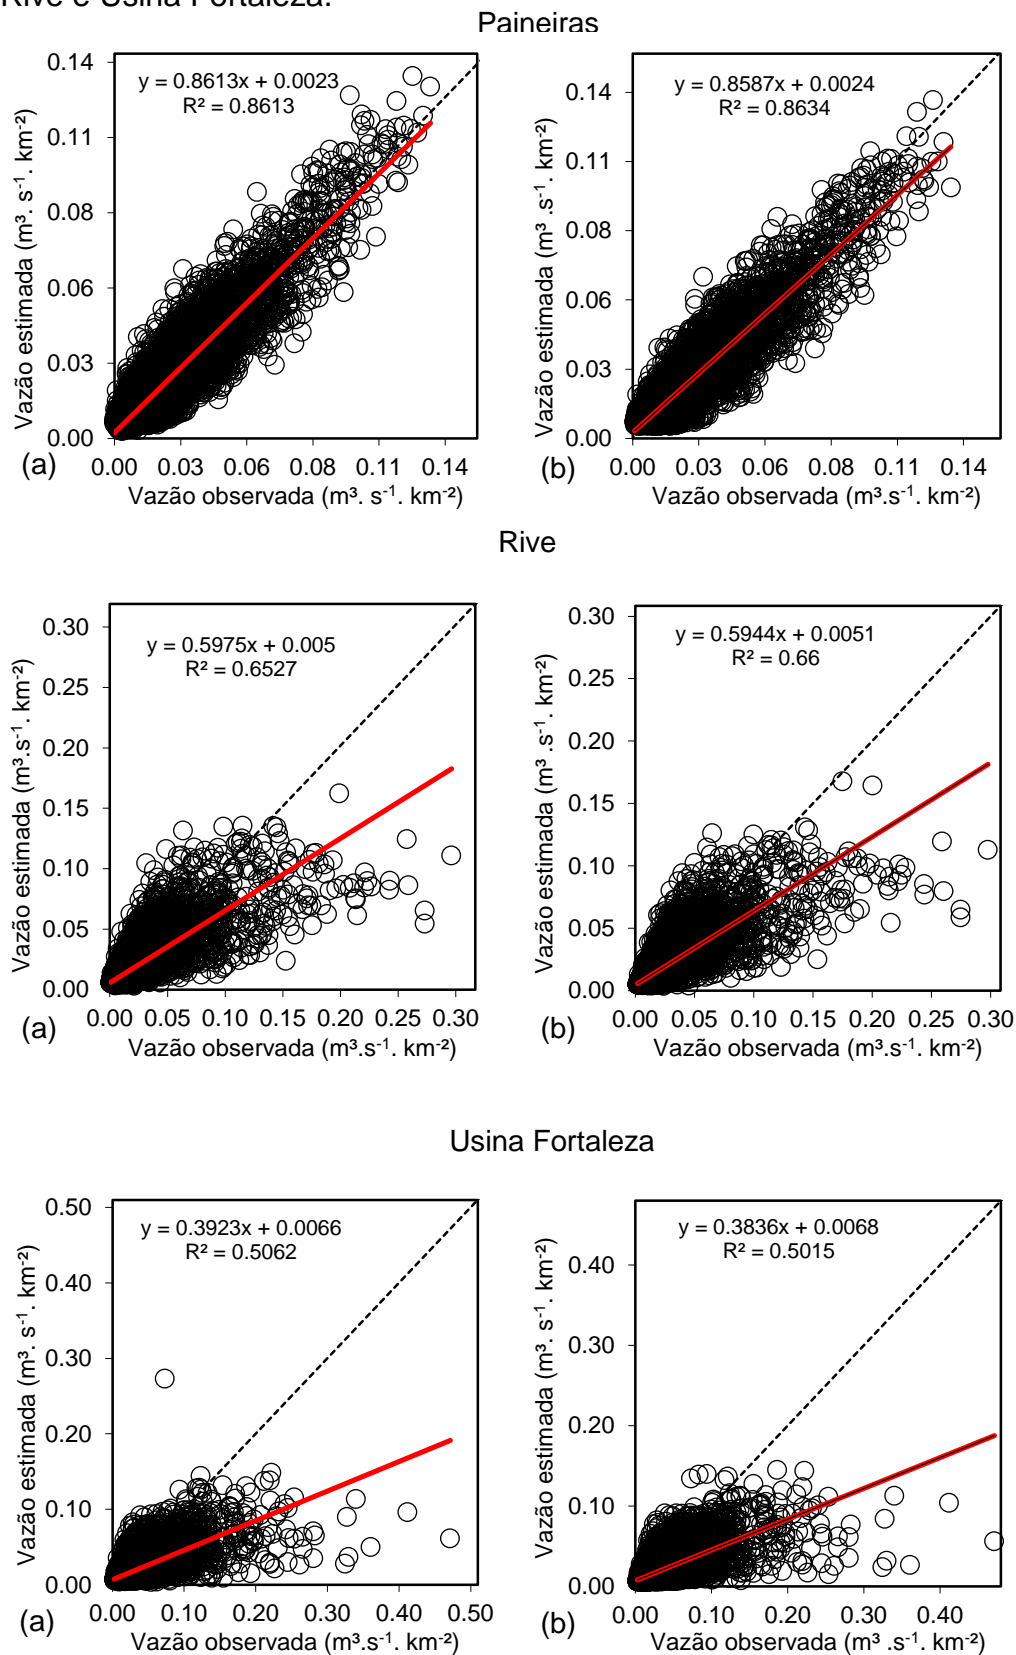 Rive e Usina Fortaleza.
Paineiras
y = 0.8613x + 0.0023
R² = 0.8613
0.14
0.11
0.08
0.06
0.03
0.00
Vazão estimada (m³. s⁻¹. km⁻²)
0.00 0.03 0.06 0.08 0.11 0.14
(a)
Vazão observada (m³. s⁻¹. km⁻²)
y = 0.8587x + 0.0024
R² = 0.8634
0.14
0.11
0.08
0.06
0.03
0.00
Vazão estimada (m³ .s⁻¹. km⁻²)
0.00 0.03 0.06 0.08 0.11 0.14
(b)
Vazão observada (m³.s⁻¹. km⁻²)
Rive
y = 0.5975x + 0.005
R² = 0.6527
0.30
0.25
0.20
0.15
0.10
0.05
0.00
Vazão estimada (m³.s⁻¹. km⁻²)
0.00 0.05 0.10 0.15 0.20 0.25 0.30
(a)
Vazão observada (m³.s⁻¹. km⁻²)
y = 0.5944x + 0.0051
R² = 0.66
0.30
0.25
0.20
0.15
0.10
0.05
0.00
Vazão estimada (m³ .s⁻¹. km⁻²)
0.00 0.05 0.10 0.15 0.20 0.25 0.30
(b)
Vazão observada (m³.s⁻¹. km⁻²)
Usina Fortaleza
y = 0.3923x + 0.0066
R² = 0.5062
0.50
0.40
0.30
0.20
0.10
0.00
Vazão estimada (m³. s⁻¹. km⁻²)
0.00 0.10 0.20 0.30 0.40 0.50
(a)
Vazão observada (m³.s⁻¹. km⁻²)
y = 0.3836x + 0.0068
R² = 0.5015
0.40
0.30
0.20
0.10
0.00
Vazão estimada (m³. s⁻¹. km⁻²)
0.00 0.10 0.20 0.30 0.40
(b)
Vazão observada (m³ .s⁻¹. km⁻²)